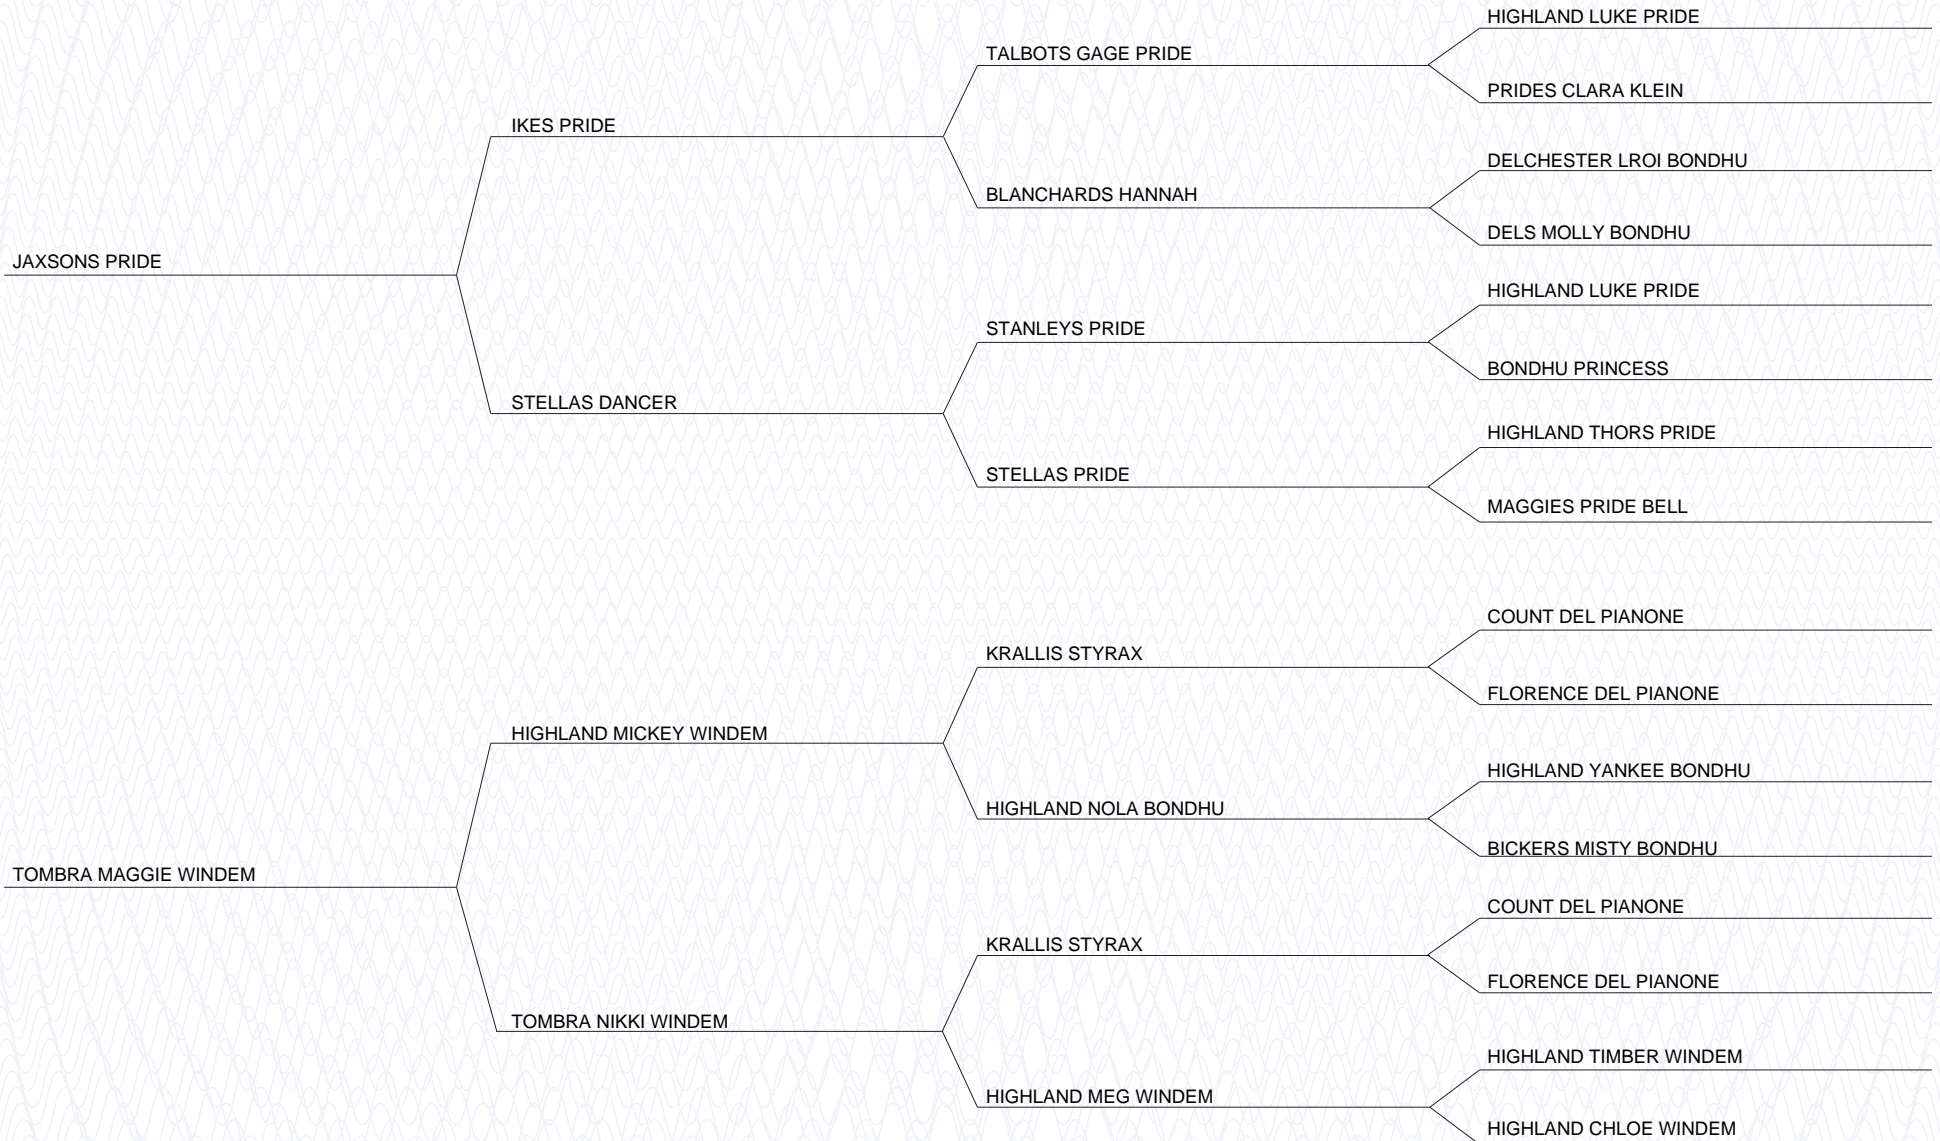 JAXSONS PRIDE
IKES PRIDE
TALBOTS GAGE PRIDE
HIGHLAND LUKE PRIDE
PRIDES CLARA KLEIN
BLANCHARDS HANNAH
DELCHESTER LROI BONDHU
DELS MOLLY BONDHU
STELLAS DANCER
STANLEYS PRIDE
HIGHLAND LUKE PRIDE
BONDHU PRINCESS
STELLAS PRIDE
HIGHLAND THORS PRIDE
MAGGIES PRIDE BELL
TOMBRA MAGGIE WINDEM
HIGHLAND MICKEY WINDEM
KRALLIS STYRAX
COUNT DEL PIANONE
FLORENCE DEL PIANONE
HIGHLAND NOLA BONDHU
HIGHLAND YANKEE BONDHU
BICKERS MISTY BONDHU
TOMBRA NIKKI WINDEM
KRALLIS STYRAX
COUNT DEL PIANONE
FLORENCE DEL PIANONE
HIGHLAND MEG WINDEM
HIGHLAND TIMBER WINDEM
HIGHLAND CHLOE WINDEM